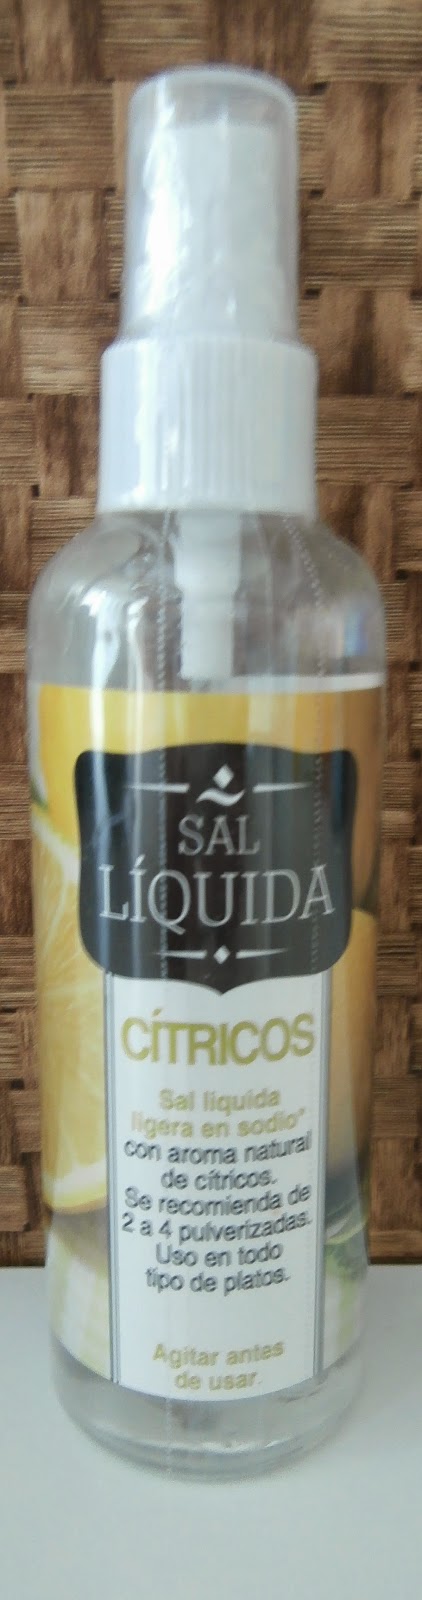 SAL
LÍQUIDA
CÍTRICOS
Sal liquida
ligera en sodio*
con aroma natural
de cítricos.
Se recomienda de
2 a 4 pulverizadas.
Uso en todo
tipo de platos.
Agitar antes
de usar.